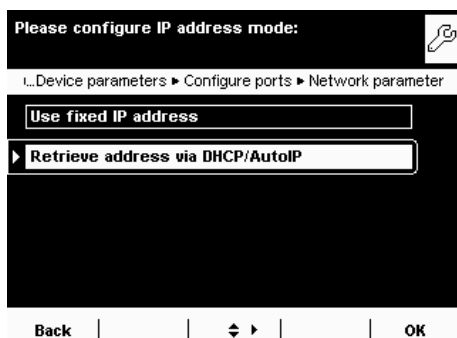 Please configure IP address mode:
...Device parameters ▸ Configure ports ▸ Network parameter
Use fixed IP address
Retrieve address via DHCP/AutoIP
Back
OK